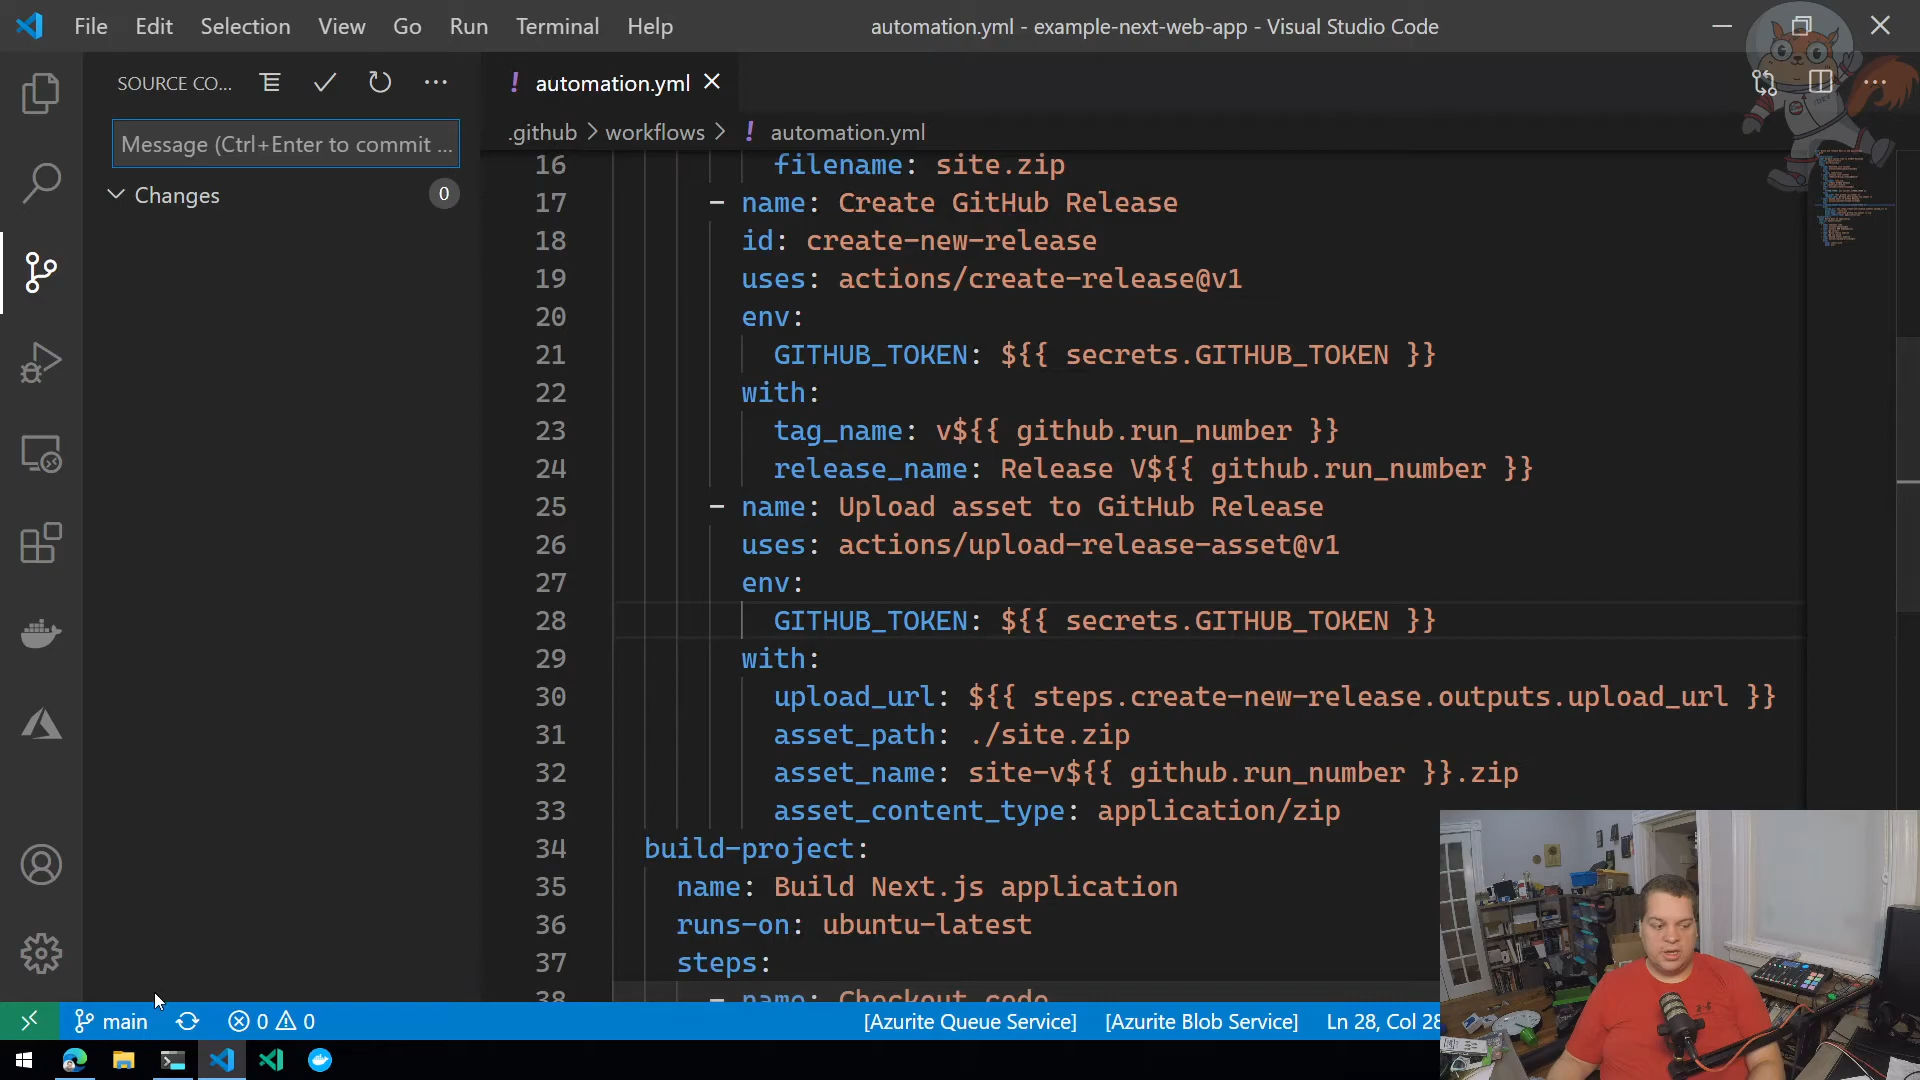 File Edit Selection View Go Run Terminal Help
automation.yml - example-next-web-app - Visual Studio Code
SOURCE CO...
! automation.yml
Message (Ctrl+Enter to commit ...
.github > workflows > ! automation.yml
Changes 0
16 filename: site.zip
17 - name: Create GitHub Release
18 id: create-new-release
19 uses: actions/create-release@v1
20 env:
21 GITHUB_TOKEN: ${{ secrets.GITHUB_TOKEN }}
22 with:
23 tag_name: v${{ github.run_number }}
24 release_name: Release V${{ github.run_number }}
25 - name: Upload asset to GitHub Release
26 uses: actions/upload-release-asset@v1
27 env:
28 GITHUB_TOKEN: ${{ secrets.GITHUB_TOKEN }}
29 with:
30 upload_url: ${{ steps.create-new-release.outputs.upload_url }}
31 asset_path: ./site.zip
32 asset_name: site-v${{ github.run_number }}.zip
33 asset_content_type: application/zip
34 build-project:
35 name: Build Next.js application
36 runs-on: ubuntu-latest
37 steps:
38 - name: Checkout code
main 0 0 [Azurite Queue Service] [Azurite Blob Service] Ln 28, Col 28